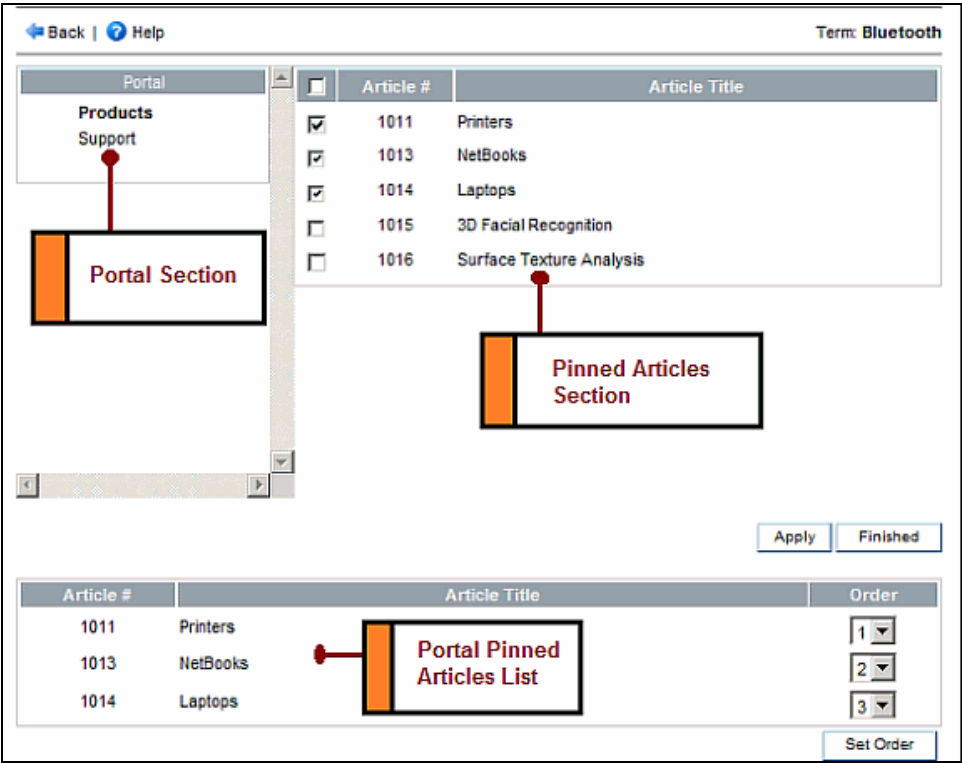 Back | Help Term: Bluetooth
Portal
Products
Support
Portal Section
Article # Article Title
1011 Printers
1013 NetBooks
1014 Laptops
1015 3D Facial Recognition
1016 Surface Texture Analysis
Pinned Articles
Section
Apply Finished
Article # Article Title Order
1011 Printers 1
1013 NetBooks 2
1014 Laptops 3
Portal Pinned
Articles List
Set Order